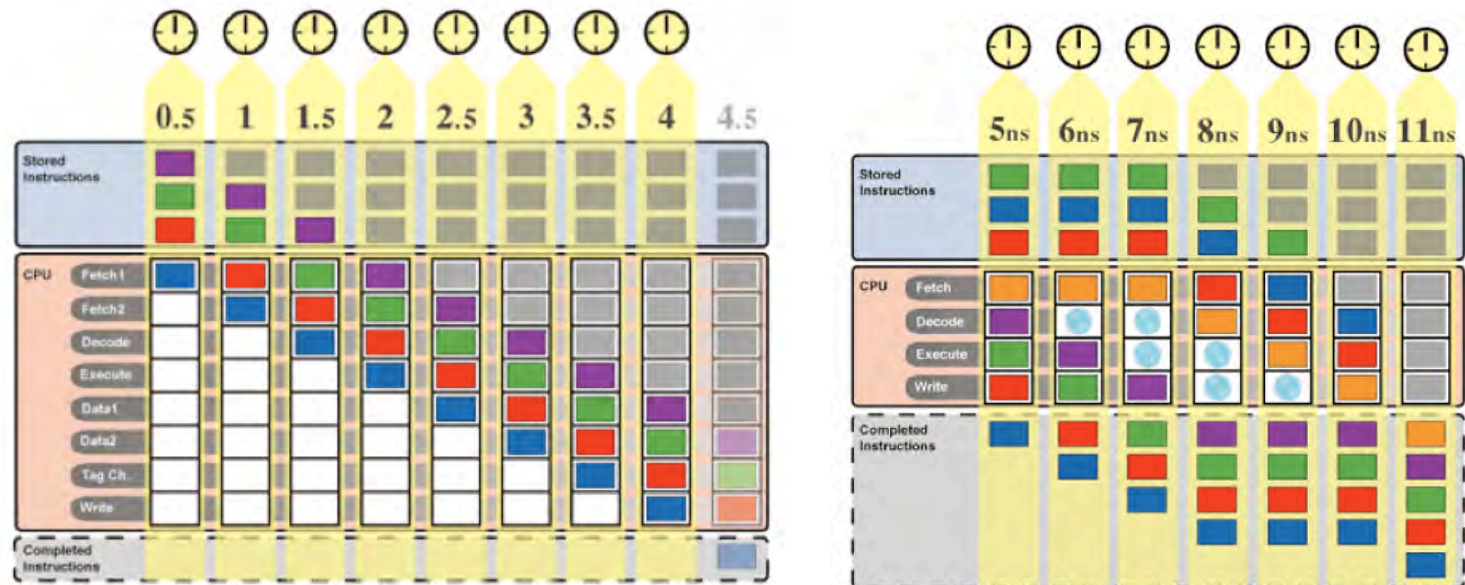 0.5 1 1.5 2 2.5 3 3.5 4 4.5
Stored
Instructions
CPU
Fetch1
Fetch2
Decode
Execute
Data1
Data2
Tag Ch.
Write
Completed
Instructions
5ns 6ns 7ns 8ns 9ns 10ns 11ns
Stored
Instructions
CPU
Fetch
Decode
Execute
Write
Completed
Instructions